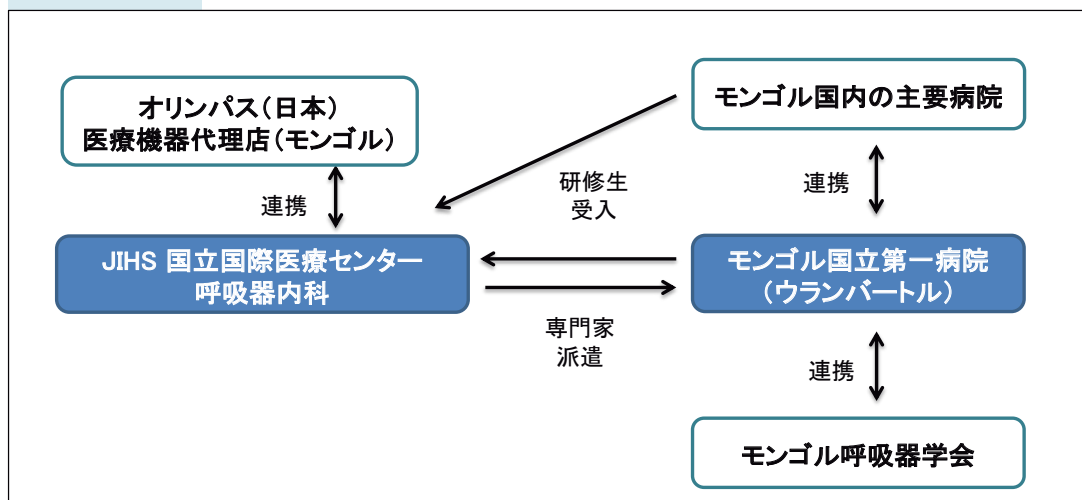 オリンパス（日本）
医療機器代理店（モンゴル）
モンゴル国内の主要病院
連携
研修生
受入
連携
JIHS 国立国際医療センター
呼吸器内科
モンゴル国立第一病院
（ウランバートル）
専門家
派遣
連携
モンゴル呼吸器学会